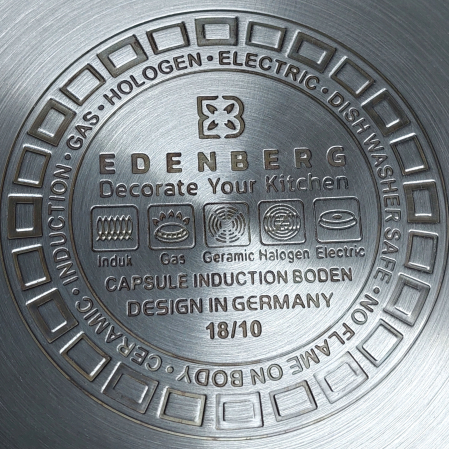 INDUCTION • GAS • HOLOGEN • ELECTRIC • DISH WASHER SAFE • NO FLAME ON BODY • CERAMIC •
EDENBERG
Decorate Your Kitchen
Induk Gas Geramic Halogen Electric
CAPSULE INDUCTION BODEN
DESIGN IN GERMANY
18/10